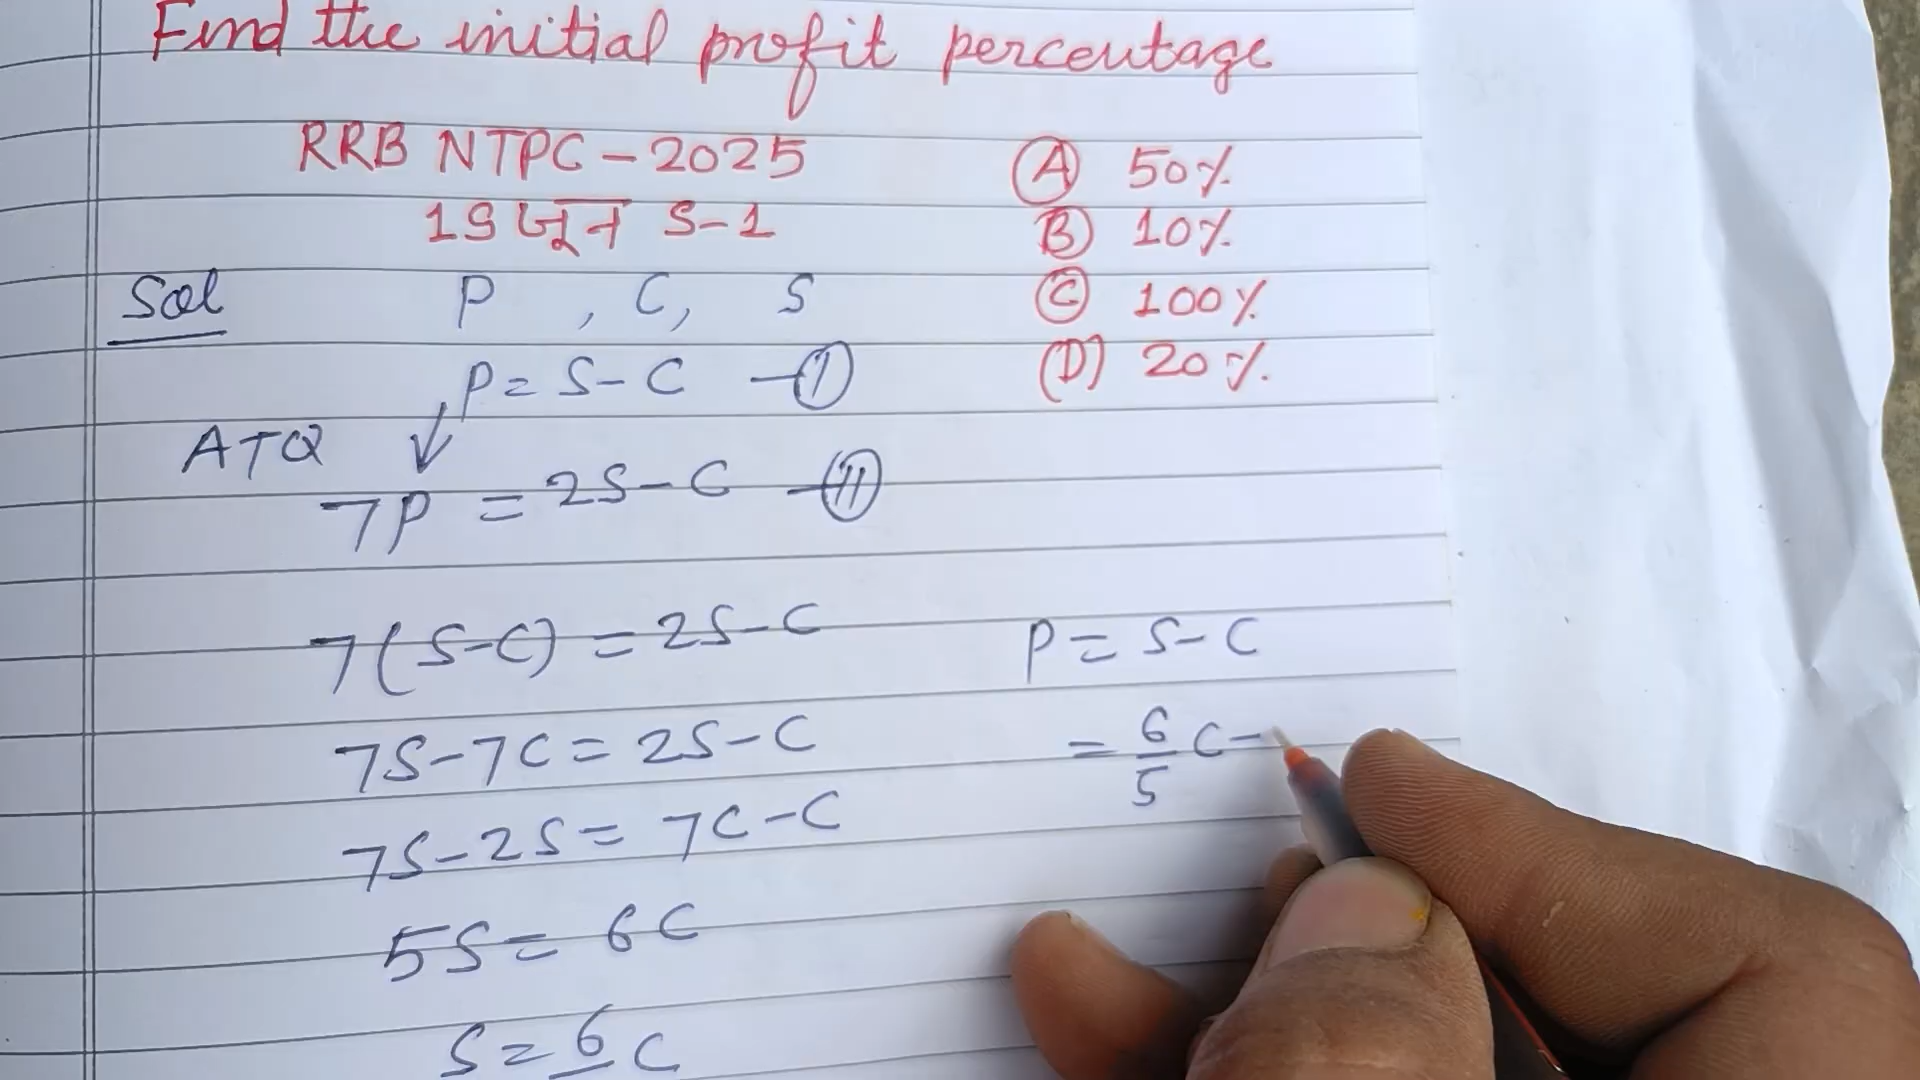 Find the initial profit percentage
RRB NTPC - 2025
19 जून S-1
(A) 50%
(B) 10%
(C) 100%
(D) 20%
Sol P , C, S
P = S - C — (I)
ATQ
7P = 2S - C — (II)
7(S-C) = 2S-C
7S-7C = 2S-C
7S-2S = 7C-C
5S = 6C
S = 6 C
P = S-C
= 6/5 C -